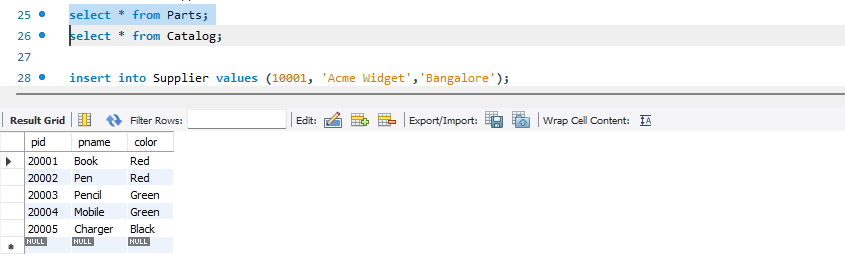 25 select * from Parts;
26 select * from Catalog;
27
28 insert into Supplier values (10001, 'Acme Widget','Bangalore');
Result Grid Filter Rows: Edit: Export/Import: Wrap Cell Content: IA
pid pname color
20001 Book Red
20002 Pen Red
20003 Pencil Green
20004 Mobile Green
20005 Charger Black
NULL NULL NULL